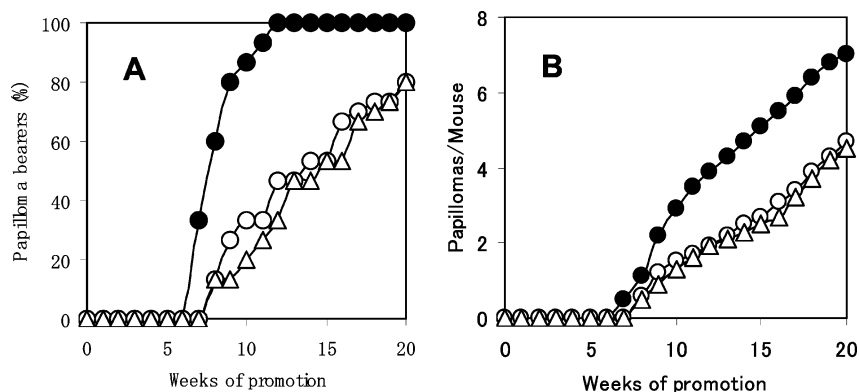 A
Papilloma bearers (%)
100
80
60
40
20
0
0 5 10 15 20
Weeks of promotion
B
Papillomas/Mouse
8
6
4
2
0
0 5 10 15 20
Weeks of promotion